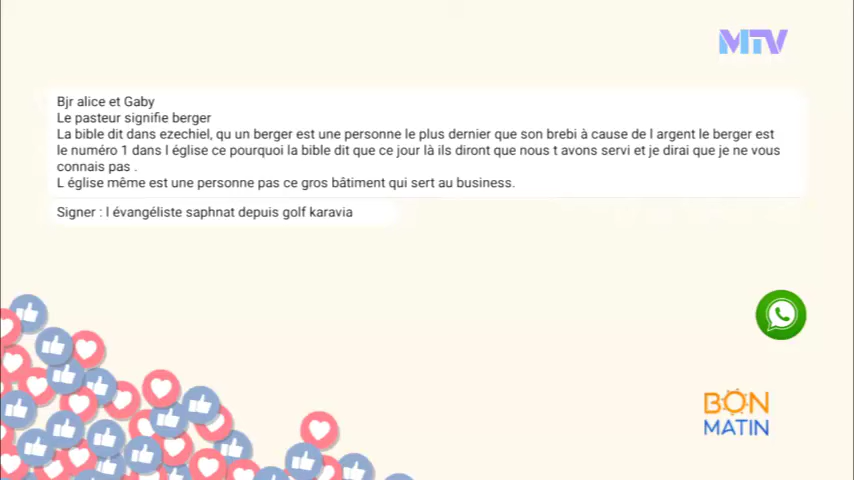 MTV
Bjr alice et Gaby
Le pasteur signifie berger
La bible dit dans ezechiel, qu un berger est une personne le plus dernier que son brebi à cause de l argent le berger est
le numéro 1 dans l église ce pourquoi la bible dit que ce jour là ils diront que nous t avons servi et je dirai que je ne vous
connais pas .
L église même est une personne pas ce gros bâtiment qui sert au business.
Signer : l évangéliste saphnat depuis golf karavia
BON
MATIN